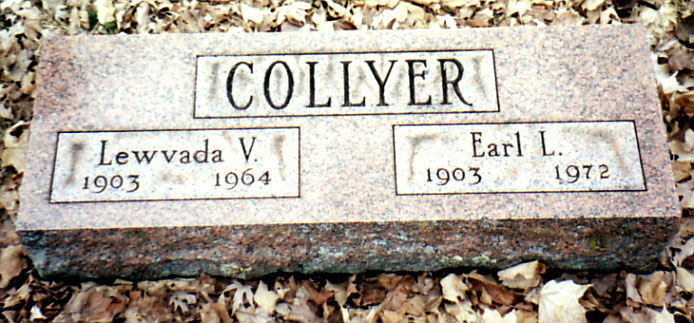 COLLYER
Lewvada V.
1903 1964
Earl L.
1903 1972